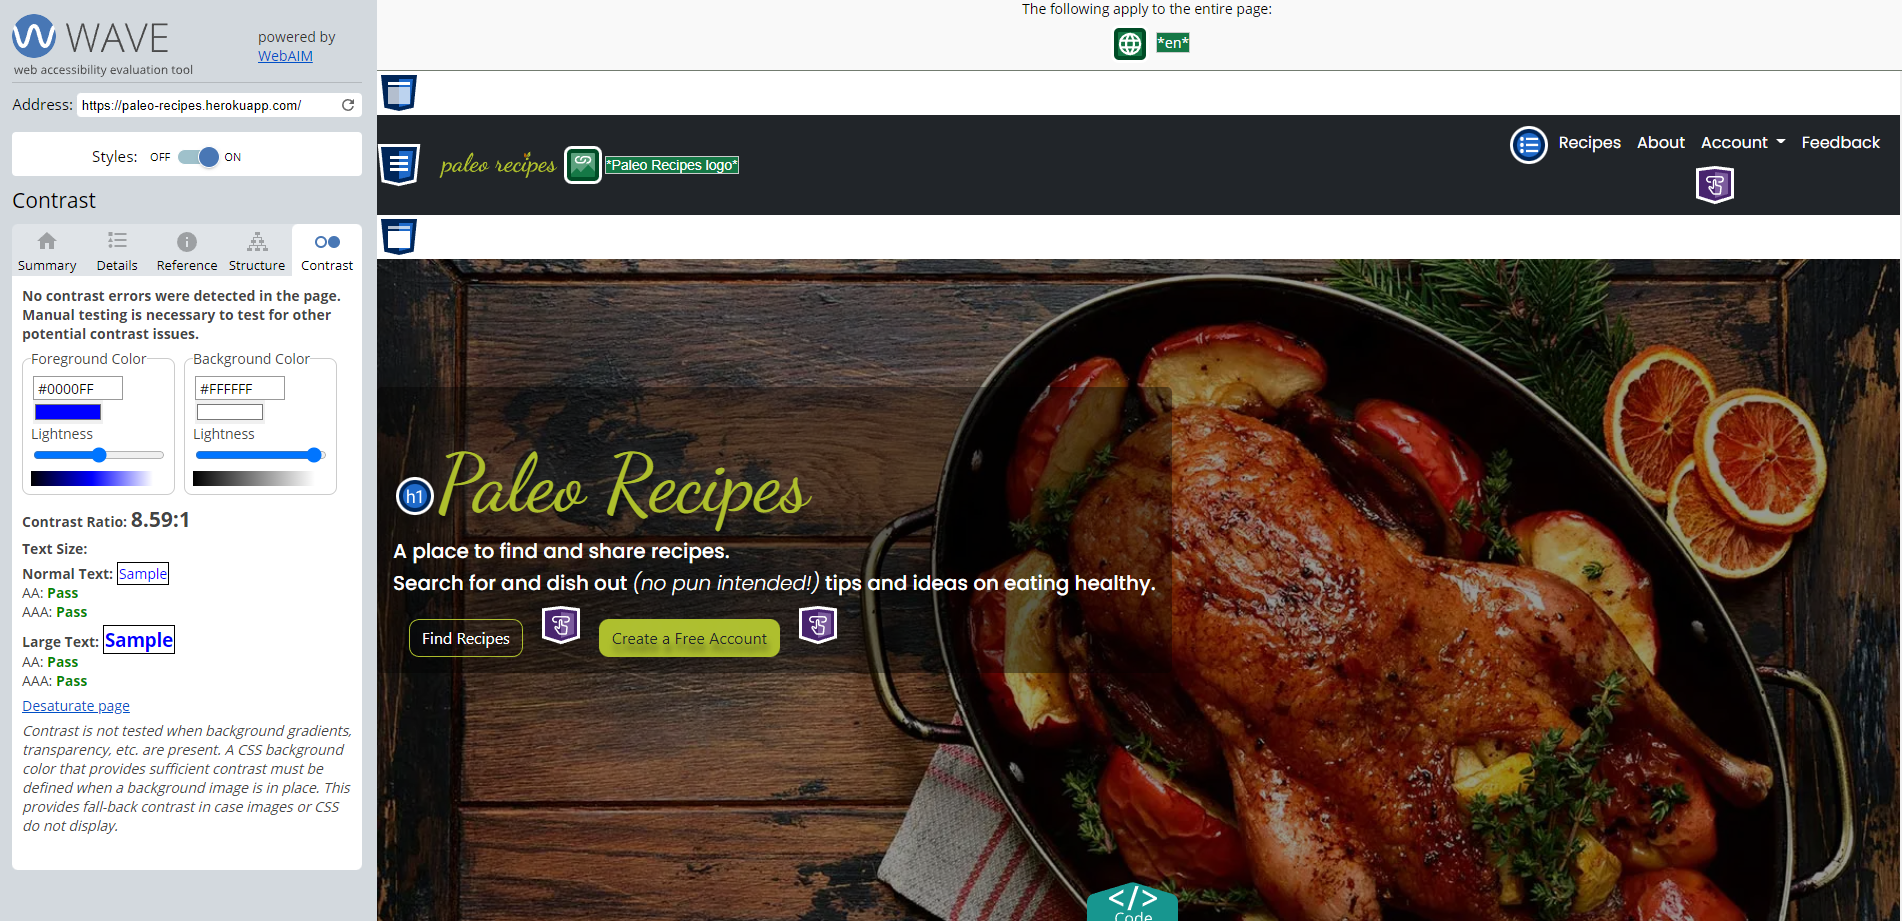 WAVE
web accessibility evaluation tool
powered by
WebAIM
Address: https://paleo-recipes.herokuapp.com/
Styles: OFF ON
Contrast
Summary Details Reference Structure Contrast
No contrast errors were detected in the page.
Manual testing is necessary to test for other
potential contrast issues.
Foreground Color Background Color
#0000FF #FFFFFF
Lightness Lightness
Contrast Ratio: 8.59:1
Text Size:
Normal Text: Sample
AA: Pass
AAA: Pass
Large Text: Sample
AA: Pass
AAA: Pass
Desaturate page
Contrast is not tested when background gradients,
transparency, etc. are present. A CSS background
color that provides sufficient contrast must be
defined when a background image is in place. This
provides fall-back contrast in case images or CSS
do not display.
The following apply to the entire page:
*en*
paleo recipes *Paleo Recipes logo*
Recipes About Account Feedback
h1 Paleo Recipes
A place to find and share recipes.
Search for and dish out (no pun intended!) tips and ideas on eating healthy.
Find Recipes Create a Free Account
</>
Code